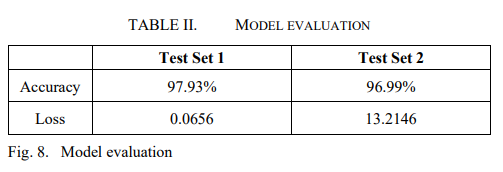 TABLE II. MODEL EVALUATION
Test Set 1 Test Set 2
Accuracy 97.93% 96.99%
Loss 0.0656 13.2146
Fig. 8. Model evaluation